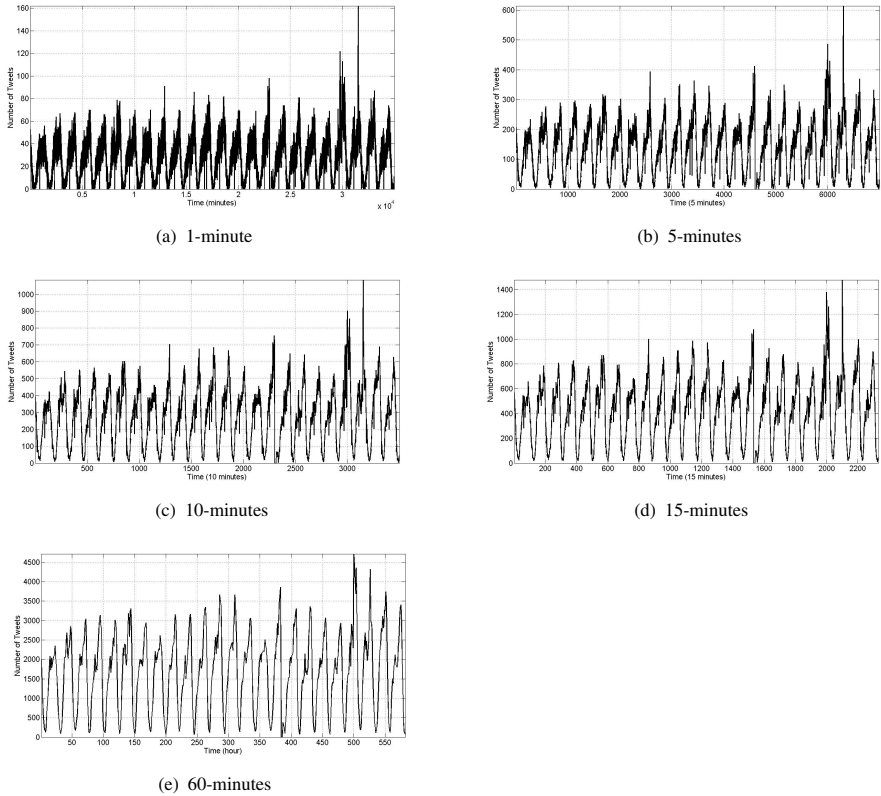 160
140
120
100
80
60
40
20
0
Number of Tweets
0.5 1 1.5 2 2.5 3
Time (minutes)
x 10⁴
(a) 1-minute
600
500
400
300
200
100
0
Number of Tweets
1000 2000 3000 4000 5000 6000
Time (5 minutes)
(b) 5-minutes
1000
900
800
700
600
500
400
300
200
100
0
Number of Tweets
500 1000 1500 2000 2500 3000
Time (10 minutes)
(c) 10-minutes
1400
1200
1000
800
600
400
200
0
Number of Tweets
200 400 600 800 1000 1200 1400 1600 1800 2000 2200
Time (15 minutes)
(d) 15-minutes
4500
4000
3500
3000
2500
2000
1500
1000
500
0
Number of Tweets
50 100 150 200 250 300 350 400 450 500 550
Time (hour)
(e) 60-minutes